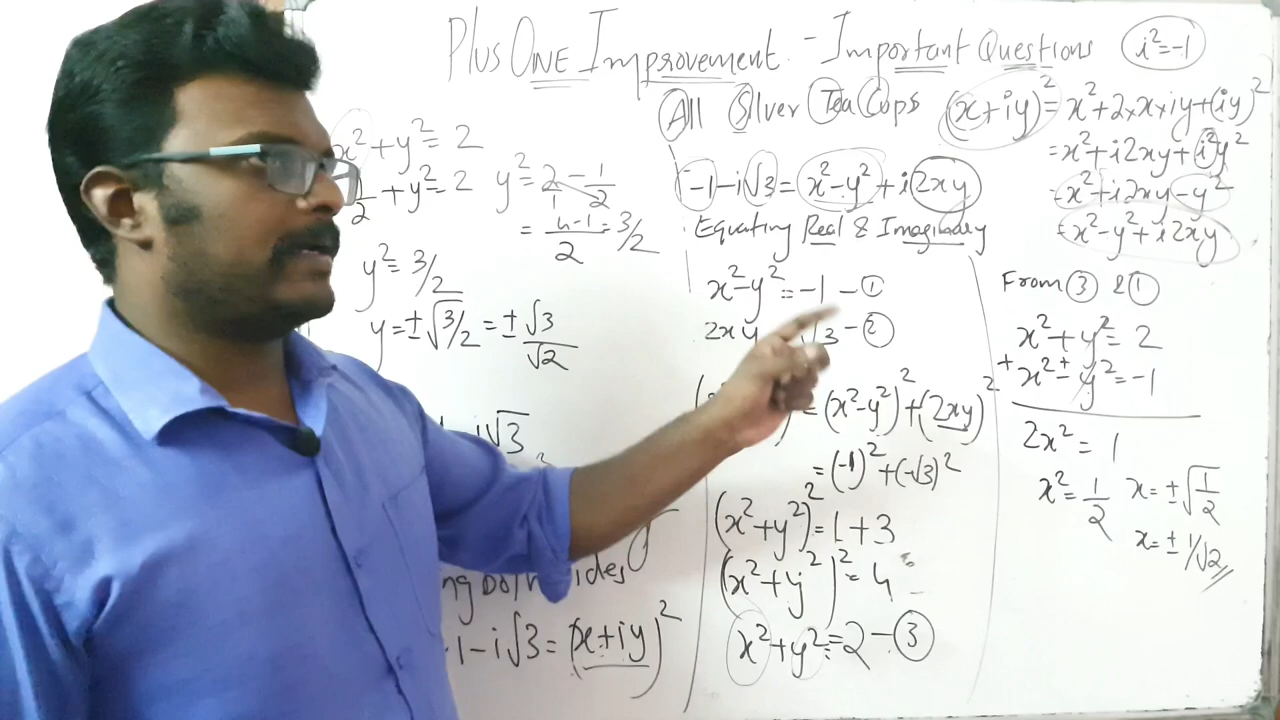 Plus ONE Improvement - Important Questions
i²=-1
All Silver Tea Cups
(x+iy)² = x²+2×x×iy+(iy)²
= x²+i2xy+i²y²
= x²+i2xy-y²
= x²-y²+i2xy
x²+y²=2
1/2+y²=2
y²=2-1/2
= 4-1/2=3/2
y²=3/2
y=±√3/2=±√3/√2
i√3
Both sides
-1-i√3=(x+iy)²
-1-i√3=x²-y²+i2xy
Equating Real & Imaginary
x²-y²=-1-①
2xy √3-②
=(x²-y²)²+(2xy)²
=(-1)²+(-√3)²
(x²+y²)²=1+3
(x²+y²)²=4
x²+y²=2-③
From ③ & ①
x²+y²=2
+x²-y²=-1
2x²=1
x²=1/2
x=±√1/2
x=±1/√2